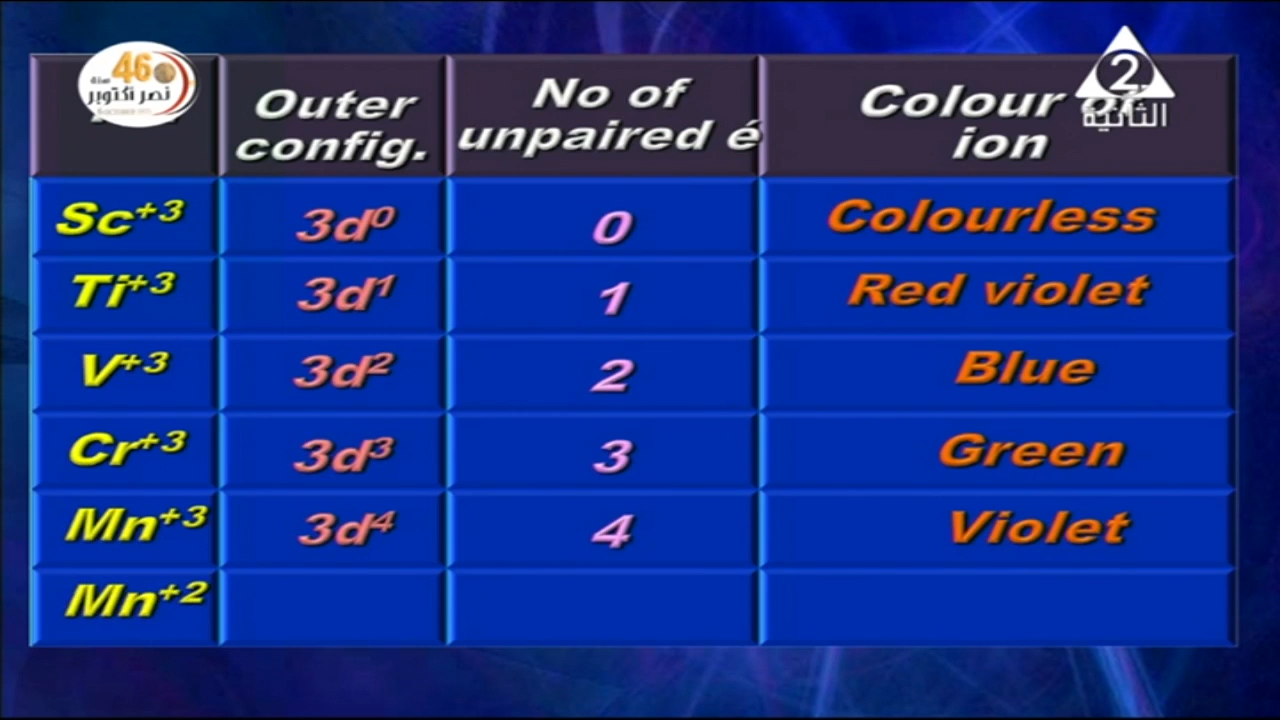 46
سنة
نصر أكتوبر
2
الثانية
Outer config.
No of unpaired é
Colour of ion
Sc+3 3d0 0 Colourless
Ti+3 3d1 1 Red violet
V+3 3d2 2 Blue
Cr+3 3d3 3 Green
Mn+3 3d4 4 Violet
Mn+2